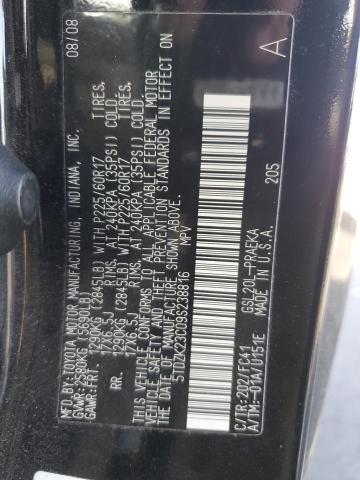 MFD.BY:TOYOTA MOTOR MANUFACTURING, INDIANA, INC. 08/08
GVWR:2580KG(5690LB)
GAWR:FRT. 1290KG(2845LB)WITH P225/60R17 TIRES,
17X6.5J RIMS, AT 240KPA(35PSI)COLD.
RR. 1290KG(2845LB)WITH P225/60R17 TIRES,
17X6.5J RIMS, AT 240KPA(35PSI)COLD.
THIS VEHICLE CONFORMS TO ALL APPLICABLE FEDERAL MOTOR
VEHICLE SAFETY, BUMPER, AND THEFT PREVENTION STANDARDS IN EFFECT ON
THE DATE OF MANUFACTURE SHOWN ABOVE.
5TDZK23C09S238816 MPV
GSL20L-PRAEKA
C/TR:202/FC41 MADE IN U.S.A. 205
A/TM:-01A/U151E
A